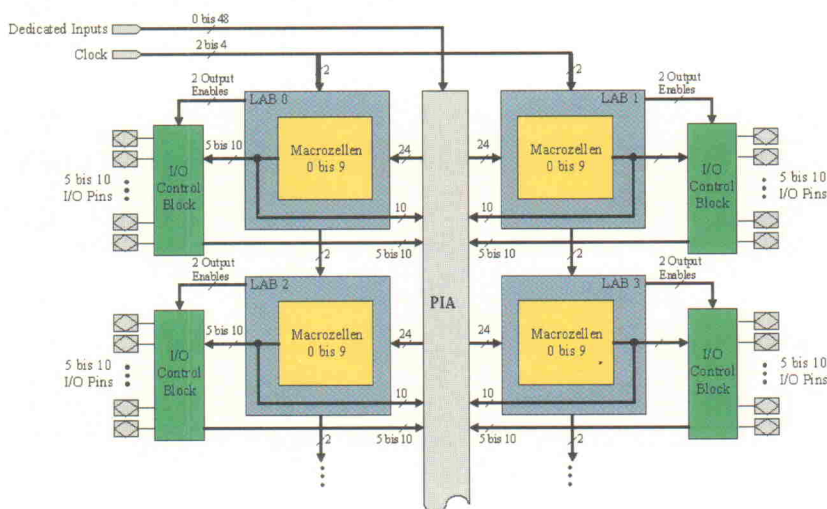 Dedicated Inputs
0 bis 48
Clock
2 bis 4
2
2
2 Output
Enables
LAB 0
LAB 1
2 Output
Enables
5 bis 10
I/O Pins
I/O
Control
Block
5 bis 10
Macrozellen
0 bis 9
24
24
Macrozellen
0 bis 9
I/O
Control
Block
5 bis 10
I/O Pins
10
10
5 bis 10
5 bis 10
2
2
2 Output
Enables
LAB 2
PIA
LAB 3
2 Output
Enables
5 bis 10
I/O Pins
I/O
Control
Block
5 bis 10
Macrozellen
0 bis 9
24
24
Macrozellen
0 bis 9
I/O
Control
Block
5 bis 10
I/O Pins
10
10
5 bis 10
5 bis 10
2
2